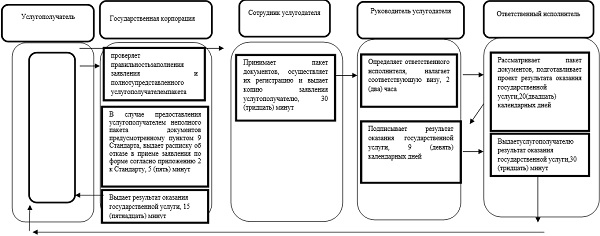 Услугополучатель
Государственная корпорация
Сотрудник услугодателя
Руководитель услугодателя
Ответственный исполнитель
проверяет
правильностьзаполнения
заявления и
полносупредставленного
услугополучателемпакета
В случае предоставления
услугополучателем неполного
пакета документов
предусмотренному пунктом 9
Стандарта, выдает расписку об
отказе в приеме заявления по
форме согласно приложению 2
к Стандарту, 5 (пять) минут
Выдает результат оказания
государственной услуги, 15
(пятнадцать) минут
Принимает пакет
документов, осуществляет
их регистрацию и выдает
копию заявления
услугополучателю, 30
(тридцать) минут
Определяет ответственного
исполнителя, налагает
соответствующую визу, 2
(два) часа
Подписывает результат
оказания государственной
услуги, 9 (девять)
календарных дней
Рассматривает пакет
документов, подготавливает
проект результата оказания
государственной
услуги,20(двадцать)
календарных дней
Выдаетуслугополучателю
результат оказания
государственной услуги,30
(тридцать) минут